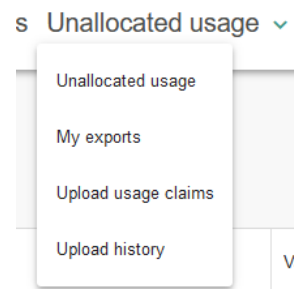 s Unallocated usage
Unallocated usage
My exports
Upload usage claims
Upload history
V